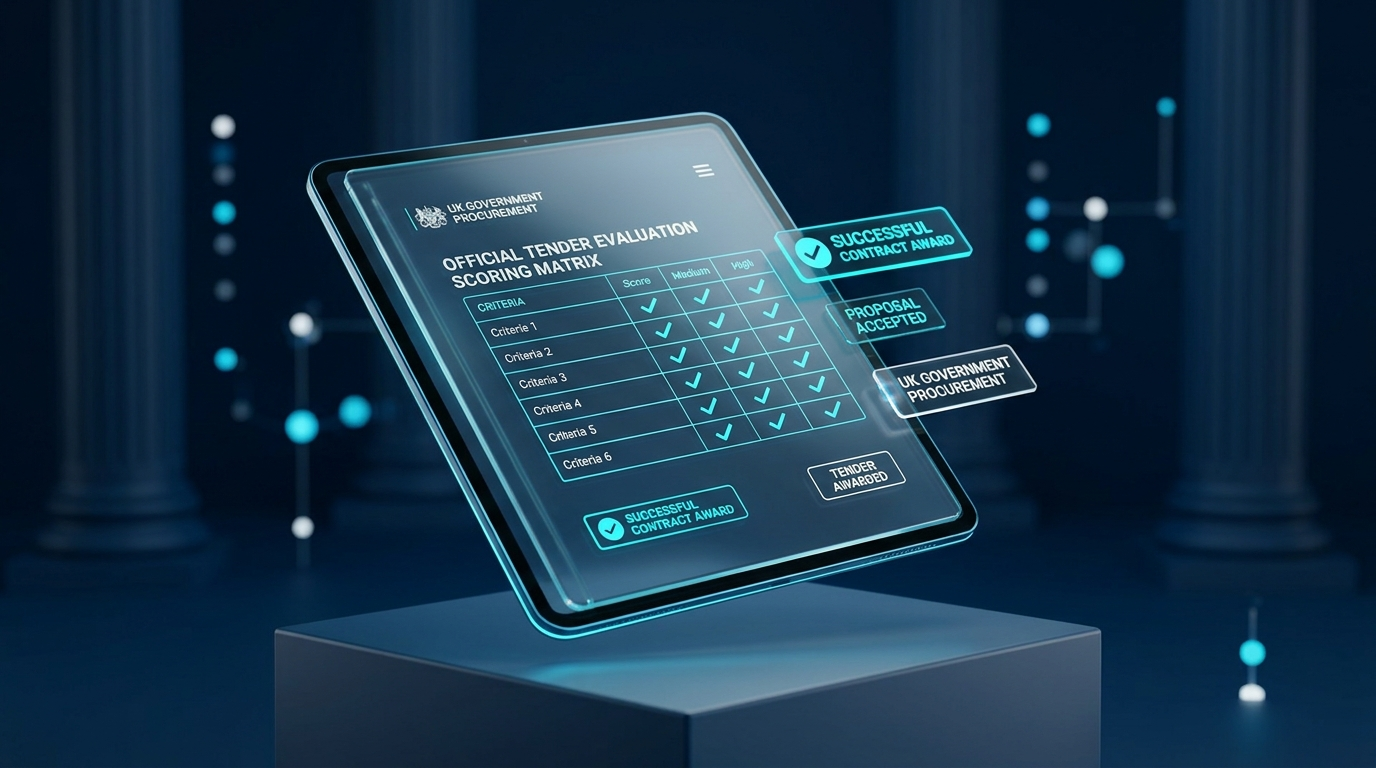 UK GOVERNMENT
PROCUREMENT
OFFICIAL TENDER EVALUATION
SCORING MATRIX
CRITERIA Score Medium High
Criterie 1
Criteria 2
Criteria 3
Criteria 4
Criteria 5
Criteria 6
SUCCESSFUL
CONTRACT AWARD
TENDER
AWARDED
SUCCESSFUL
CONTRACT AWARD
PROPOSAL
ACCEPTED
UK GOVERNMENT
PROCUREMENT